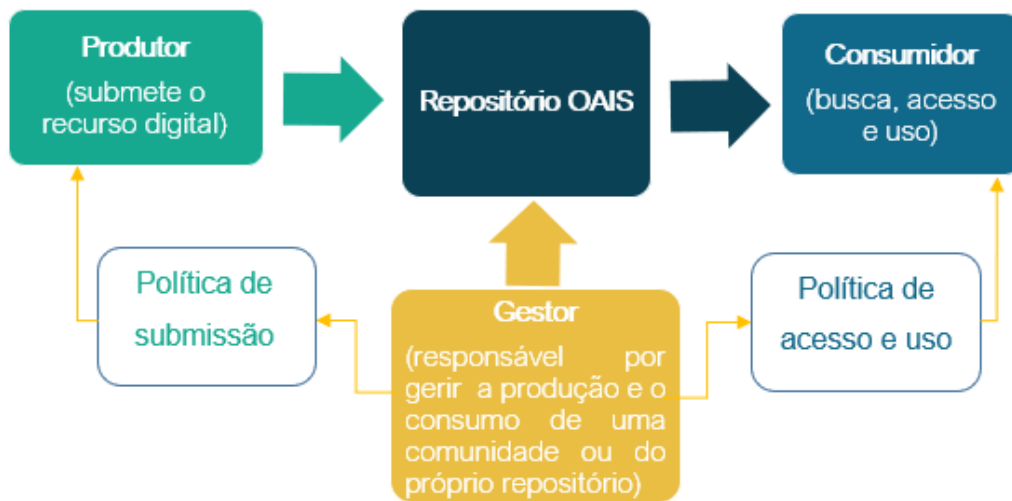 Produtor
(submete o
recurso digital)
Repositório OAIS
Consumidor
(busca, acesso
e uso)
Política de
submissão
Gestor
(responsável por
gerir a produção e o
consumo de uma
comunidade ou do
próprio repositório)
Política de
acesso e uso